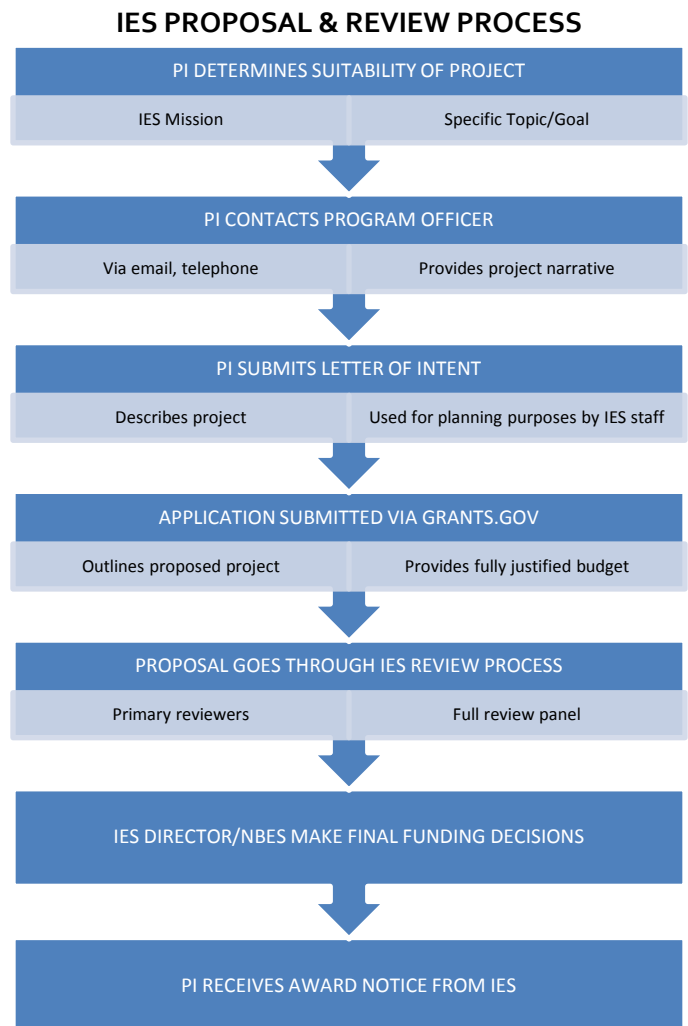 IES PROPOSAL & REVIEW PROCESS
PI DETERMINES SUITABILITY OF PROJECT
IES Mission
Specific Topic/Goal
PI CONTACTS PROGRAM OFFICER
Via email, telephone
Provides project narrative
PI SUBMITS LETTER OF INTENT
Describes project
Used for planning purposes by IES staff
APPLICATION SUBMITTED VIA GRANTS.GOV
Outlines proposed project
Provides fully justified budget
PROPOSAL GOES THROUGH IES REVIEW PROCESS
Primary reviewers
Full review panel
IES DIRECTOR/NBES MAKE FINAL FUNDING DECISIONS
PI RECEIVES AWARD NOTICE FROM IES